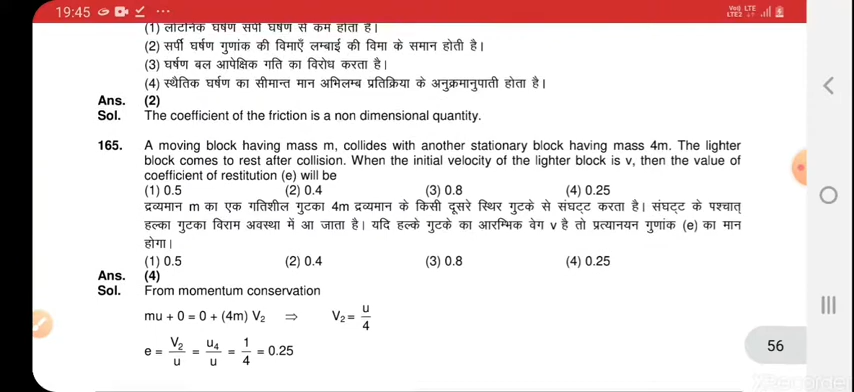 19:45
Voij LTE
LTE2
(1) लोटनिक घर्षण सर्पी घर्षण से कम होता है।
(2) सर्पी घर्षण गुणांक की विमाएँ लम्बाई की विमा के समान होती है।
(3) घर्षण बल आपेक्षिक गति का विरोध करता है।
(4) स्थैतिक घर्षण का सीमान्त मान अभिलम्ब प्रतिक्रिया के अनुक्रमानुपाती होता है।
Ans. (2)
Sol. The coefficient of the friction is a non dimensional quantity.
165. A moving block having mass m, collides with another stationary block having mass 4m. The lighter
block comes to rest after collision. When the initial velocity of the lighter block is v, then the value of
coefficient of restitution (e) will be
(1) 0.5 (2) 0.4 (3) 0.8 (4) 0.25
द्रव्यमान m का एक गतिशील गुटका 4m द्रव्यमान के किसी दूसरे स्थिर गुटके से संघट्ट करता है। संघट्ट के पश्चात्
हल्का गुटका विराम अवस्था में आ जाता है। यदि हल्के गुटके का आरम्भिक वेग v है तो प्रत्यानयन गुणांक (e) का मान
होगा।
(1) 0.5 (2) 0.4 (3) 0.8 (4) 0.25
Ans. (4)
Sol. From momentum conservation
mu + 0 = 0 + (4m) V₂ ⇒ V₂ = u/4
e = V₂/u = u₄/u = 1/4 = 0.25
56